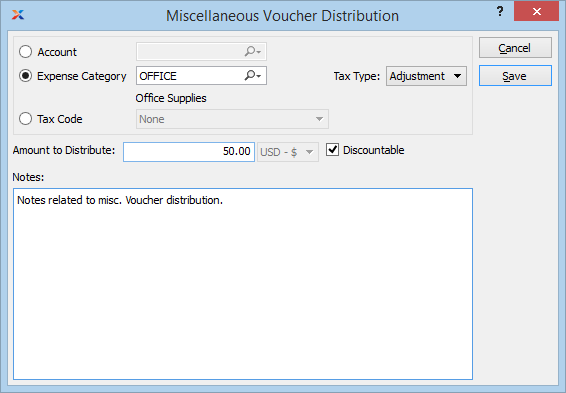 Miscellaneous Voucher Distribution
?
Account
Cancel
Expense Category OFFICE Tax Type: Adjustment
Save
Office Supplies
Tax Code None
Amount to Distribute: 50.00 USD - $ Discountable
Notes:
Notes related to misc. Voucher distribution.